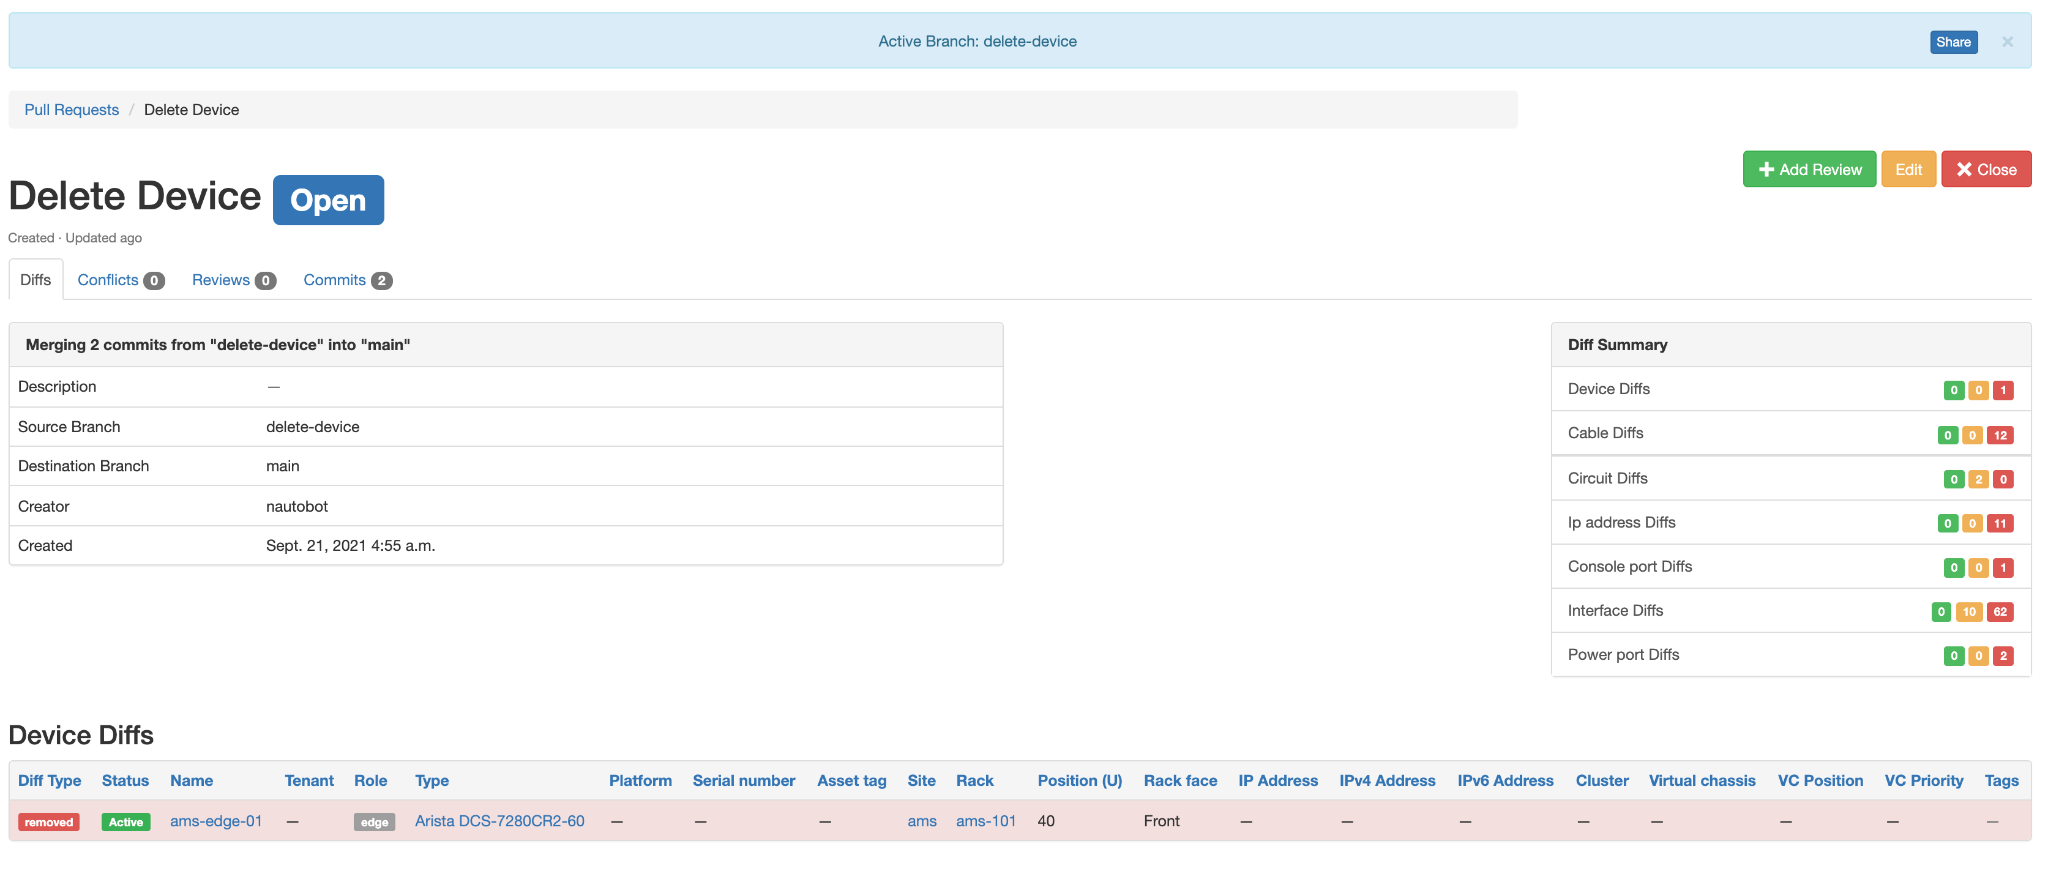 Active Branch: delete-device
Share ×
Pull Requests / Delete Device
+ Add Review Edit ✖ Close
Delete Device Open
Created · Updated ago
Diffs Conflicts 0 Reviews 0 Commits 2
Merging 2 commits from "delete-device" into "main"
Description —
Source Branch delete-device
Destination Branch main
Creator nautobot
Created Sept. 21, 2021 4:55 a.m.
Diff Summary
Device Diffs 0 0 1
Cable Diffs 0 0 12
Circuit Diffs 0 2 0
Ip address Diffs 0 0 11
Console port Diffs 0 0 1
Interface Diffs 0 10 62
Power port Diffs 0 0 2
Device Diffs
Diff Type Status Name Tenant Role Type Platform Serial number Asset tag Site Rack Position (U) Rack face IP Address IPv4 Address IPv6 Address Cluster Virtual chassis VC Position VC Priority Tags
removed Active ams-edge-01 — edge Arista DCS-7280CR2-60 — — — ams ams-101 40 Front — — — — — — — —